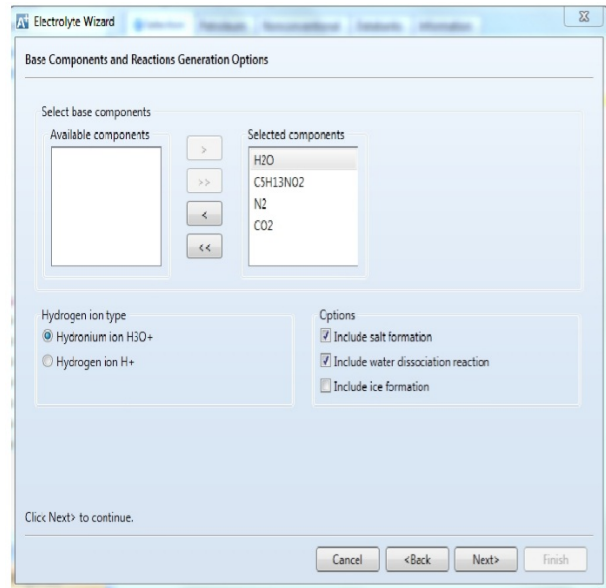 Electrolyte Wizard
Base Components and Reactions Generation Options
Select base components
Available components
Selected components
>
>>
<
<<
H2O
C5H13NO2
N2
CO2
Hydrogen ion type
Hydronium ion H3O+
Hydrogen ion H+
Options
Include salt formation
Include water dissociation reaction
Include ice formation
Click Next> to continue.
Cancel
<Back
Next>
Finish